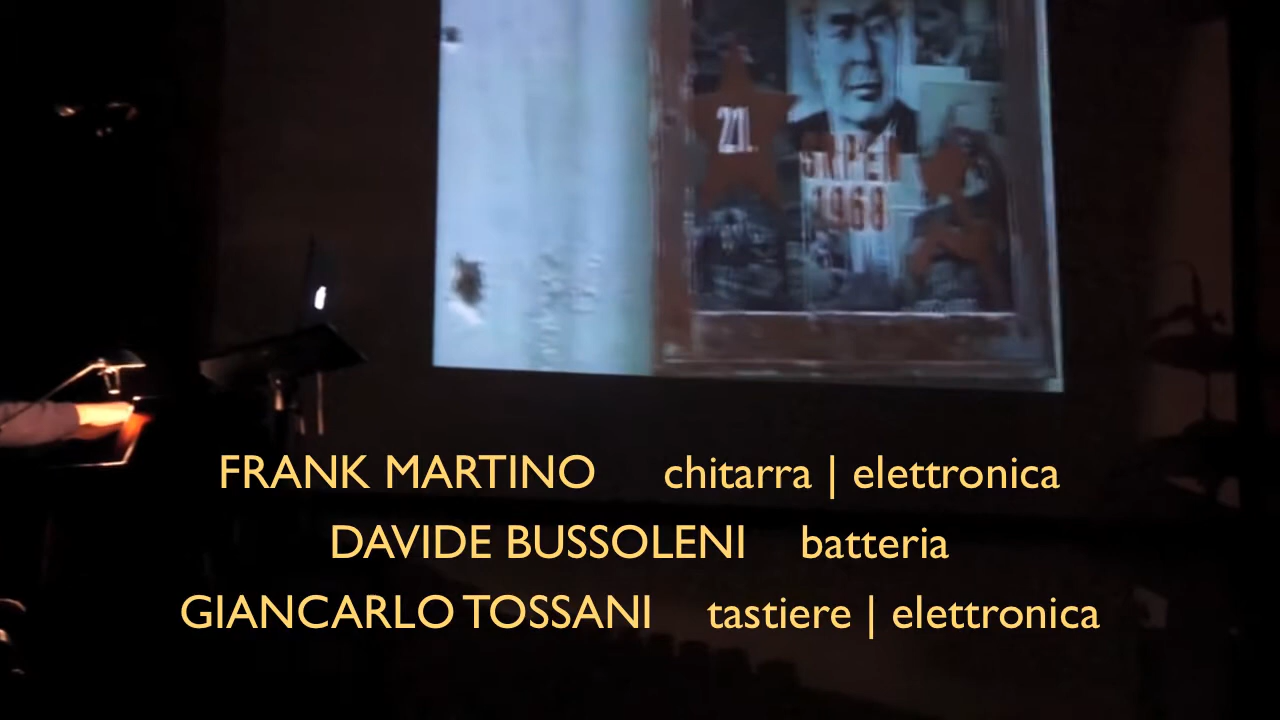 21.
SRPEN
1968
FRANK MARTINO chitarra | elettronica
DAVIDE BUSSOLENI batteria
GIANCARLO TOSSANI tastiere | elettronica